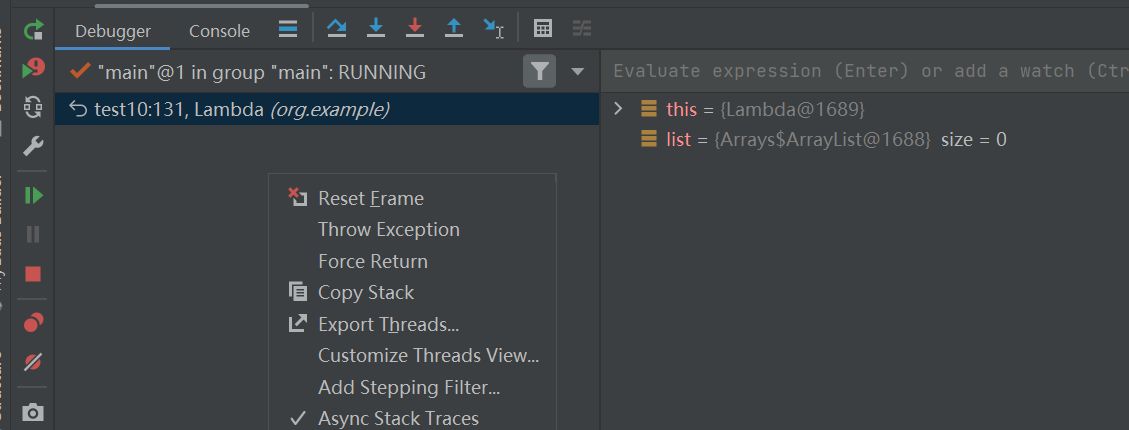 Debugger Console
"main"@1 in group "main": RUNNING
Evaluate expression (Enter) or add a watch (Ctr
test10:131, Lambda (org.example)
this = {Lambda@1689}
list = {Arrays$ArrayList@1688} size = 0
Reset Frame
Throw Exception
Force Return
Copy Stack
Export Threads...
Customize Threads View...
Add Stepping Filter...
Async Stack Traces